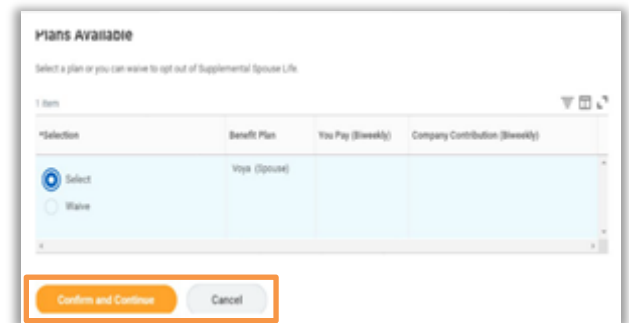 Plans Available
Select a plan or you can waive to opt out of Supplemental Spouse Life.
1 item
*Selection Benefit Plan You Pay (Biweekly) Company Contribution (Biweekly)
Select Voya (Spouse)
Waive
Confirm and Continue Cancel